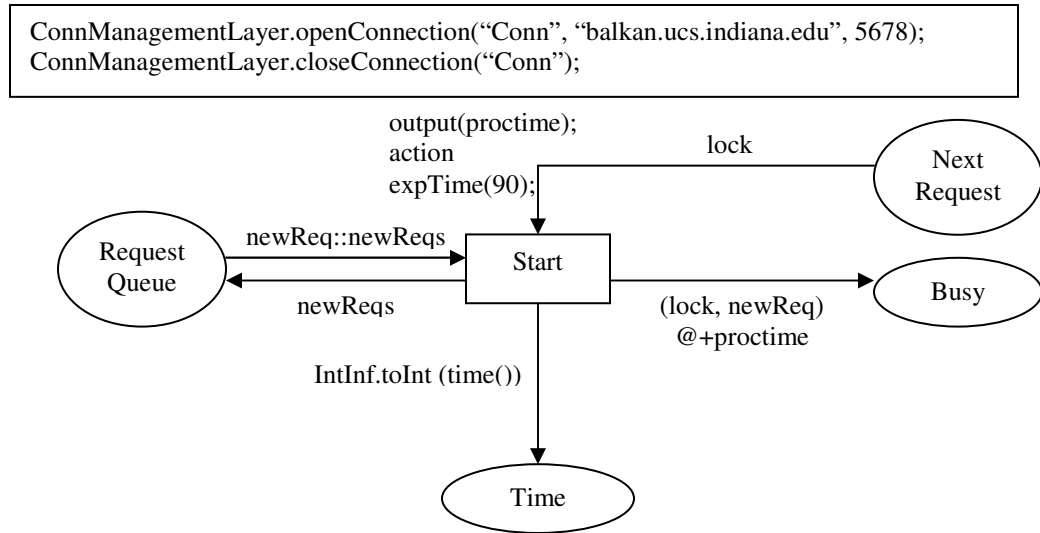 ConnManagementLayer.openConnection(“Conn”, “balkan.ucs.indiana.edu”, 5678);
ConnManagementLayer.closeConnection(“Conn”);
output(proctime);
action
expTime(90);
lock
Next
Request
Request
Queue
newReq::newReqs
newReqs
Start
(lock, newReq)
@+proctime
Busy
IntInf.toInt (time())
Time